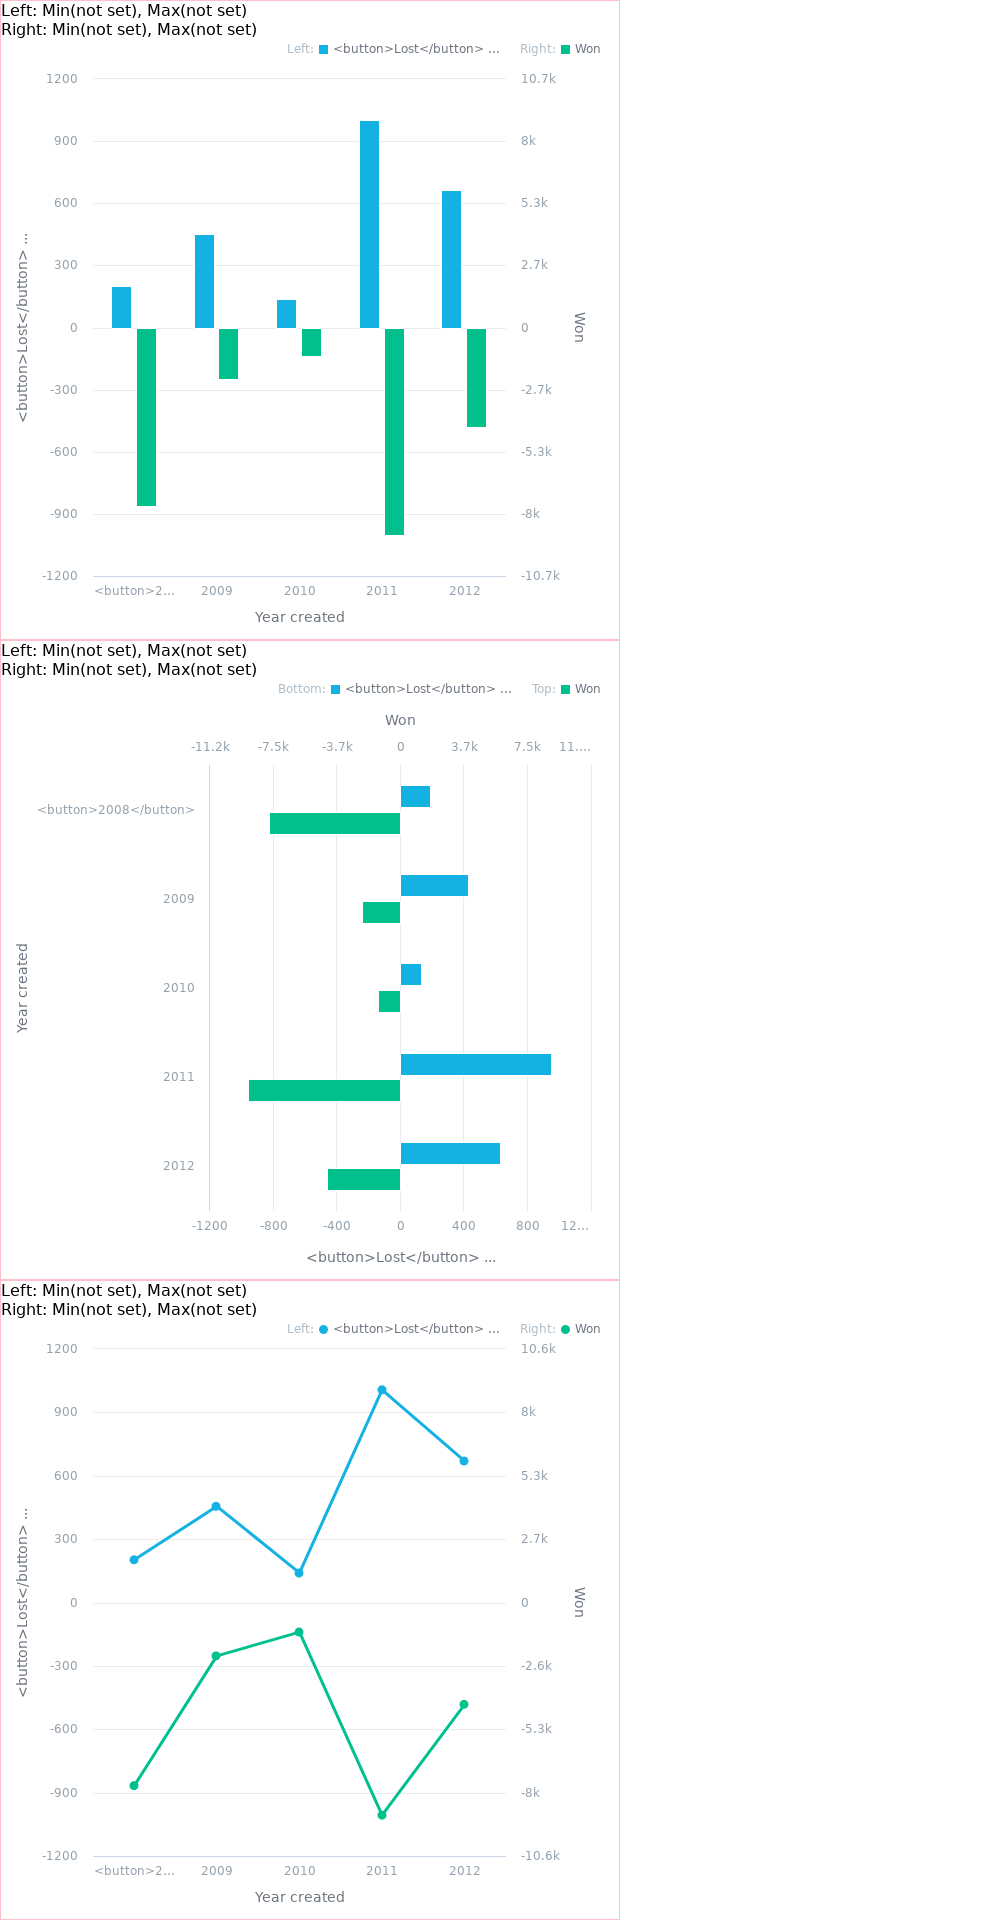 Left: Min(not set), Max(not set)
Right: Min(not set), Max(not set)
Left: <button>Lost</button> ... Right: Won
1200 10.7k
900 8k
600 5.3k
300 2.7k
0 0
-300 -2.7k
-600 -5.3k
-900 -8k
-1200 -10.7k
<button>Lost</button> ...
Won
<button>2... 2009 2010 2011 2012
Year created
Left: Min(not set), Max(not set)
Right: Min(not set), Max(not set)
Bottom: <button>Lost</button> ... Top: Won
Won
-11.2k -7.5k -3.7k 0 3.7k 7.5k 11....
<button>2008</button>
2009
2010
2011
2012
Year created
-1200 -800 -400 0 400 800 12...
<button>Lost</button> ...
Left: Min(not set), Max(not set)
Right: Min(not set), Max(not set)
Left: <button>Lost</button> ... Right: Won
1200 10.6k
900 8k
600 5.3k
300 2.7k
0 0
-300 -2.6k
-600 -5.3k
-900 -8k
-1200 -10.6k
<button>Lost</button> ...
Won
<button>2... 2009 2010 2011 2012
Year created